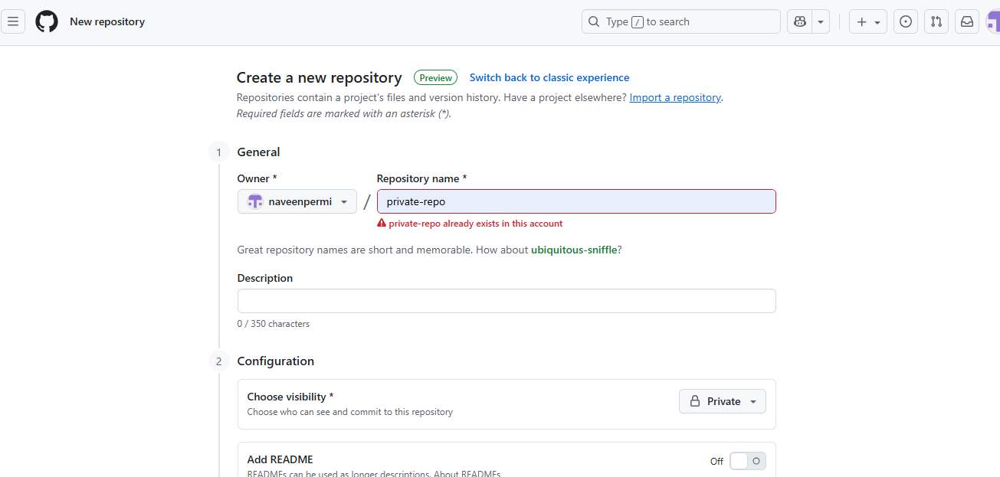 New repository
Type / to search
Create a new repository Preview Switch back to classic experience
Repositories contain a project's files and version history. Have a project elsewhere? Import a repository.
Required fields are marked with an asterisk (*).
1 General
Owner * Repository name *
naveenpermi / private-repo
private-repo already exists in this account
Great repository names are short and memorable. How about ubiquitous-sniffle?
Description
0 / 350 characters
2 Configuration
Choose visibility *
Choose who can see and commit to this repository
Private
Add README
Off
READMEs can be used as longer descriptions. About READMEs